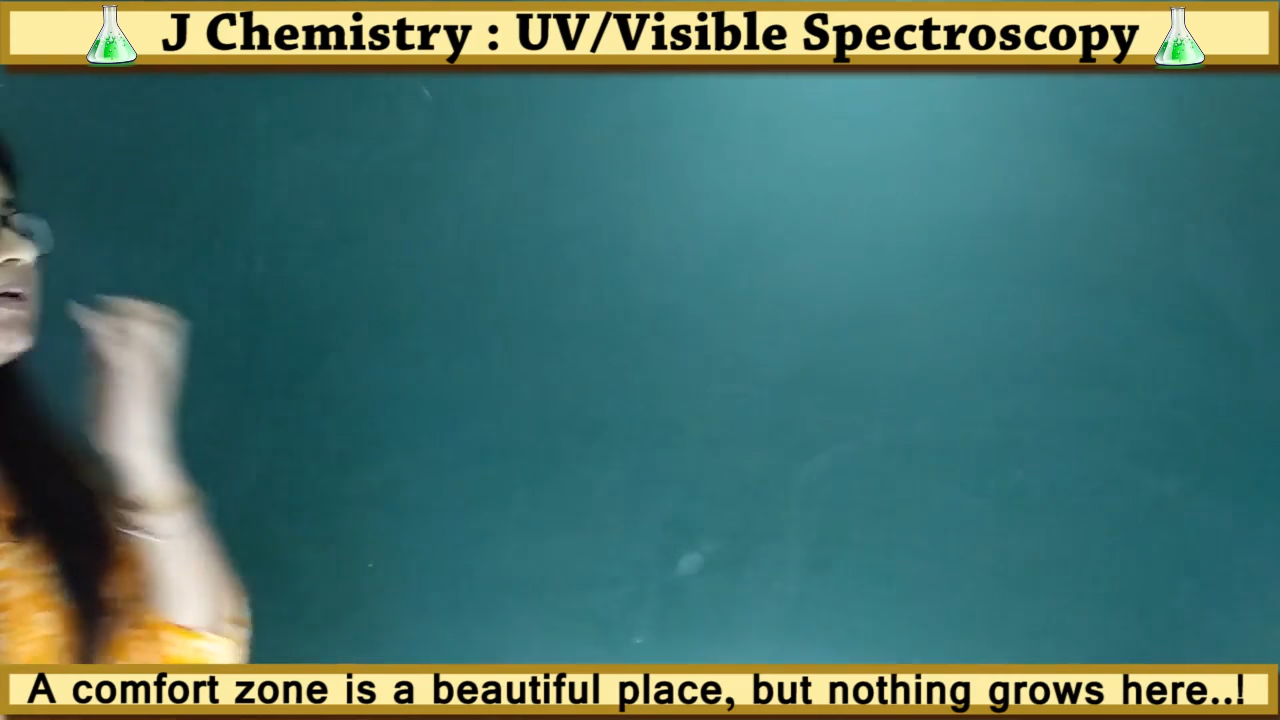 J Chemistry : UV/Visible Spectroscopy
A comfort zone is a beautiful place, but nothing grows here..!